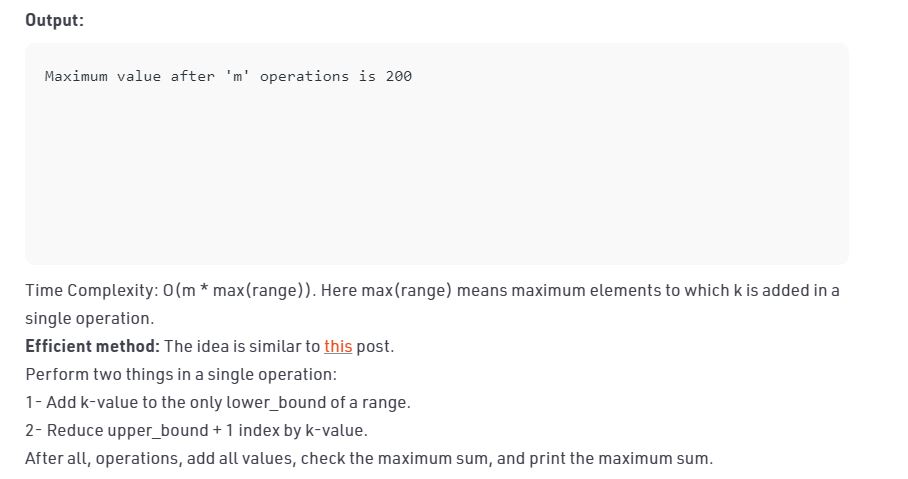 Output:
Maximum value after 'm' operations is 200
Time Complexity: O(m * max(range)). Here max(range) means maximum elements to which k is added in a
single operation.
Efficient method: The idea is similar to this post.
Perform two things in a single operation:
1- Add k-value to the only lower_bound of a range.
2- Reduce upper_bound + 1 index by k-value.
After all, operations, add all values, check the maximum sum, and print the maximum sum.